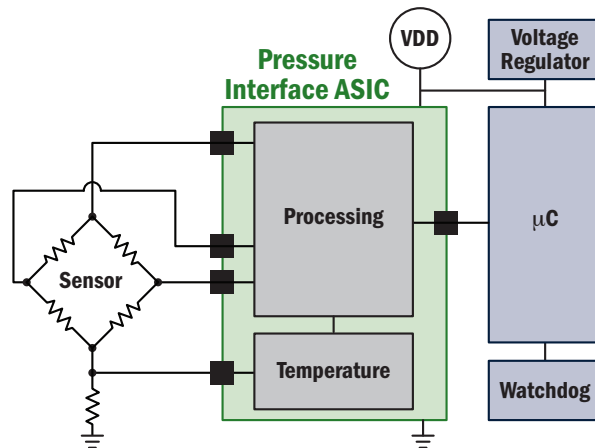 VDD
Voltage
Regulator
Pressure
Interface ASIC
Processing
μC
Sensor
Temperature
Watchdog